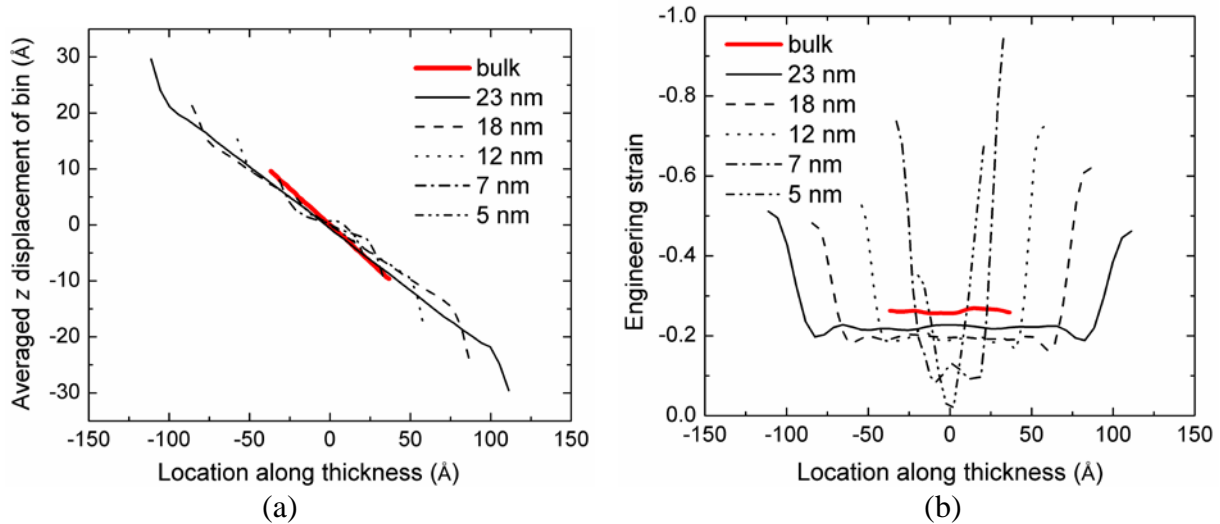 30
20
10
0
-10
-20
-30
Averaged z displacement of bin (Å)
bulk
23 nm
18 nm
12 nm
7 nm
5 nm
-150 -100 -50 0 50 100 150
Location along thickness (Å)
(a)
-1.0
-0.8
-0.6
-0.4
-0.2
0.0
Engineering strain
bulk
23 nm
18 nm
12 nm
7 nm
5 nm
-150 -100 -50 0 50 100 150
Location along thickness (Å)
(b)